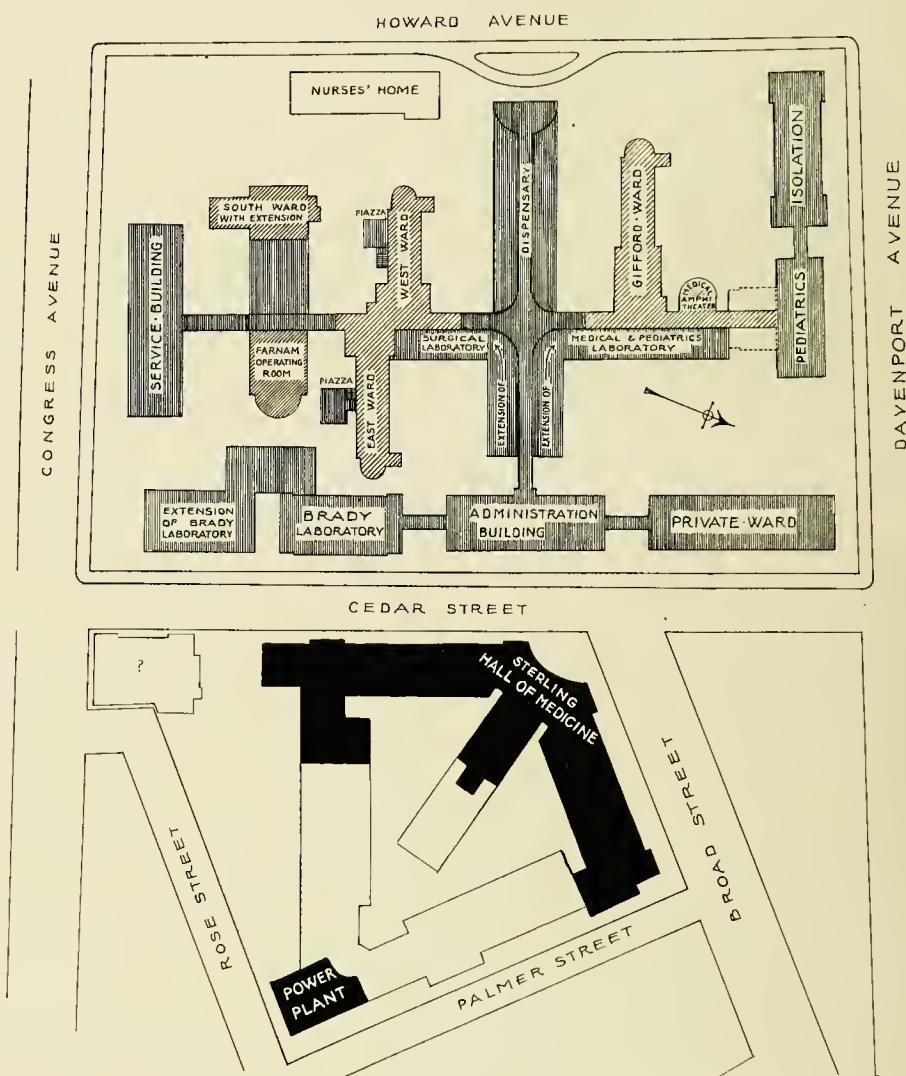 HOWARD AVENUE
NURSES' HOME
CONGRESS AVENUE
DAVENPORT AVENUE
ISOLATION
DISPENSARY
GIFFORD·WARD
SOUTH WARD
WITH EXTENSION
PIAZZA
WEST WARD
SERVICE·BUILDING
MEDICAL
AMPHI
THEATER
PEDIATRICS
FARNAM
OPERATING
ROOM
SURGICAL
LABORATORY
MEDICAL & PEDIATRICS
LABORATORY
PIAZZA
EAST WARD
EXTENSION OF
EXTENSION OF
EXTENSION
OF BRADY
LABORATORY
BRADY
LABORATORY
ADMINISTRATION
BUILDING
PRIVATE·WARD
CEDAR STREET
?
STERLING
HALL OF MEDICINE
ROSE STREET
BROAD STREET
POWER
PLANT
PALMER STREET